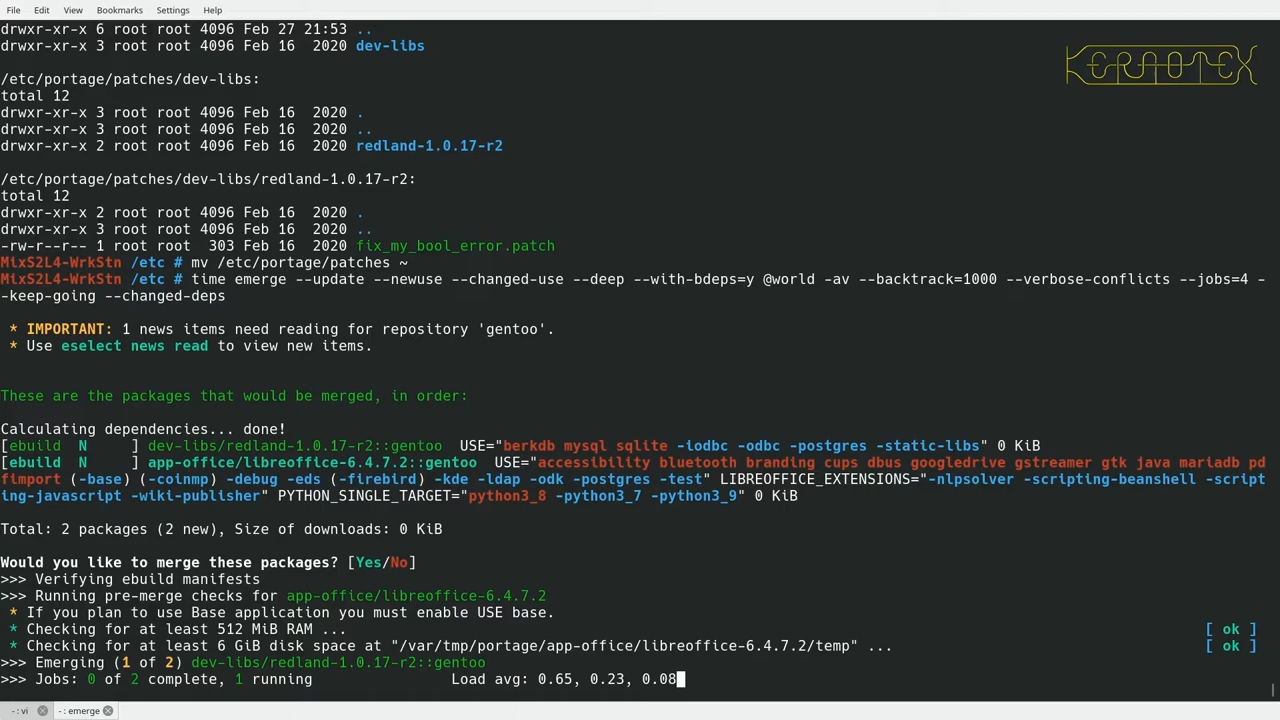 File Edit View Bookmarks Settings Help
drwxr-xr-x 6 root root 4096 Feb 27 21:53 ..
drwxr-xr-x 3 root root 4096 Feb 16  2020 dev-libs
KERNOTEX
/etc/portage/patches/dev-libs:
total 12
drwxr-xr-x 3 root root 4096 Feb 16  2020 .
drwxr-xr-x 3 root root 4096 Feb 16  2020 ..
drwxr-xr-x 2 root root 4096 Feb 16  2020 redland-1.0.17-r2
/etc/portage/patches/dev-libs/redland-1.0.17-r2:
total 12
drwxr-xr-x 2 root root 4096 Feb 16  2020 .
drwxr-xr-x 3 root root 4096 Feb 16  2020 ..
-rw-r--r-- 1 root root  303 Feb 16  2020 fix_my_bool_error.patch
MixS2L4-WrkStn /etc # mv /etc/portage/patches ~
MixS2L4-WrkStn /etc # time emerge --update --newuse --changed-use --deep --with-bdeps=y @world -av --backtrack=1000 --verbose-conflicts --jobs=4 -
-keep-going --changed-deps
* IMPORTANT: 1 news items need reading for repository 'gentoo'.
* Use eselect news read to view new items.
These are the packages that would be merged, in order:
Calculating dependencies... done!
[ebuild  N     ] dev-libs/redland-1.0.17-r2::gentoo  USE="berkdb mysql sqlite -iodbc -odbc -postgres -static-libs" 0 KiB
[ebuild  N     ] app-office/libreoffice-6.4.7.2::gentoo  USE="accessibility bluetooth branding cups dbus googledrive gstreamer gtk java mariadb pd
fimport (-base) (-coinmp) -debug -eds (-firebird) -kde -ldap -odk -postgres -test" LIBREOFFICE_EXTENSIONS="-nlpsolver -scripting-beanshell -script
ing-javascript -wiki-publisher" PYTHON_SINGLE_TARGET="python3_8 -python3_7 -python3_9" 0 KiB
Total: 2 packages (2 new), Size of downloads: 0 KiB
Would you like to merge these packages? [Yes/No]
>>> Verifying ebuild manifests
>>> Running pre-merge checks for app-office/libreoffice-6.4.7.2
* If you plan to use Base application you must enable USE base.
* Checking for at least 512 MiB RAM ... [ ok ]
* Checking for at least 6 GiB disk space at "/var/tmp/portage/app-office/libreoffice-6.4.7.2/temp" ... [ ok ]
>>> Emerging (1 of 2) dev-libs/redland-1.0.17-r2::gentoo
>>> Jobs: 0 of 2 complete, 1 running Load avg: 0.65, 0.23, 0.08
- : vi - : emerge